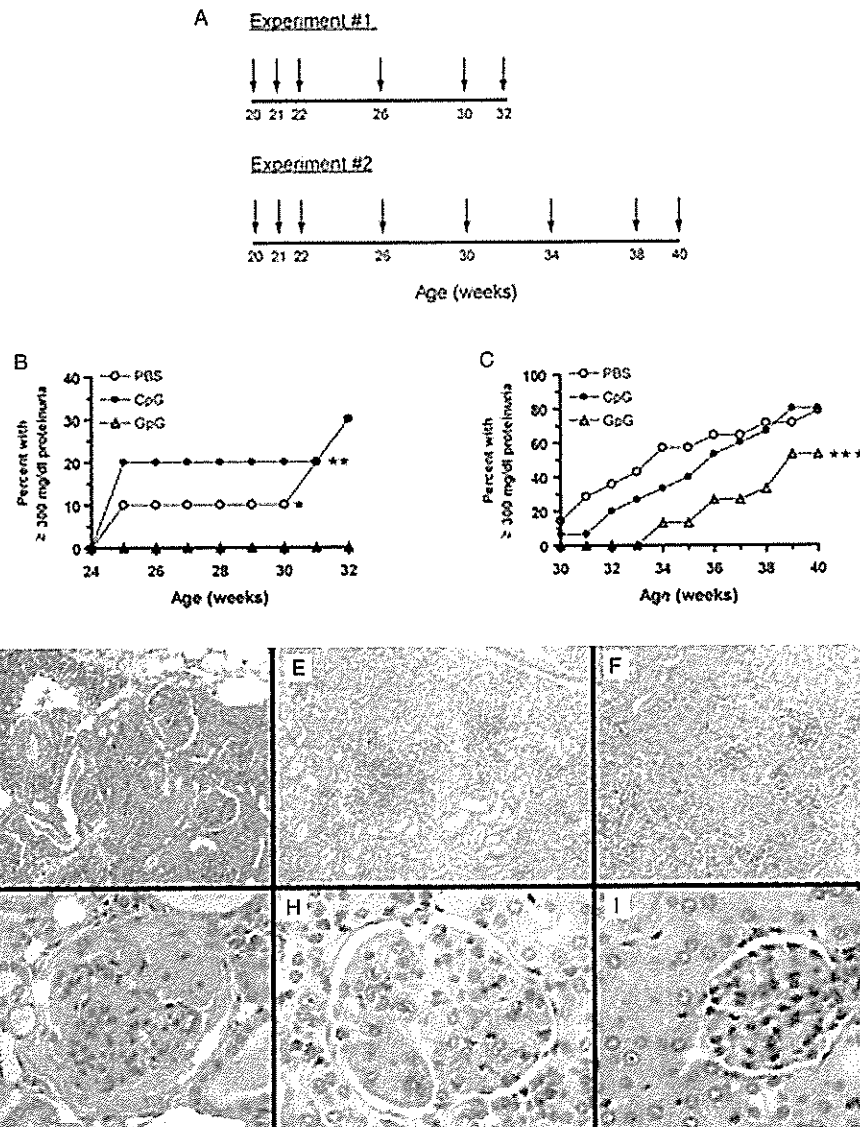 A
Experiment #1
20 21 22 26 30 32
Experiment #2
20 21 22 26 30 34 38 40
Age (weeks)
B
PBS
CpG
GpG
Percent with
≥ 300 mg/dl proteinuria
40
30
20
10
0
**
*
24 26 28 30 32
Age (weeks)
C
PBS
CpG
GpG
Percent with
≥ 300 mg/dl proteinuria
100
80
60
40
20
0
***
30 32 34 36 38 40
Age (weeks)
E
F
H
I